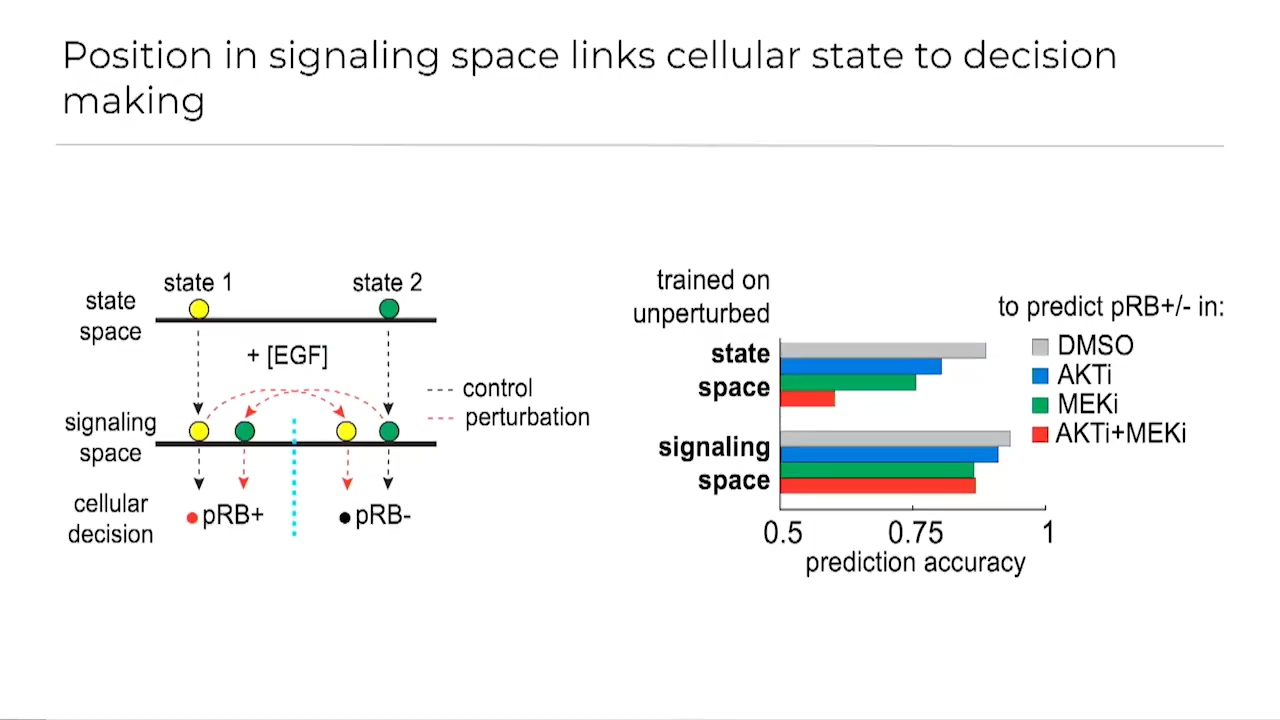 Position in signaling space links cellular state to decision
making
state 1
state 2
state
space
+ [EGF]
control
perturbation
signaling
space
cellular
decision
pRB+
pRB-
trained on
unperturbed
to predict pRB+/- in:
DMSO
AKTi
MEKi
AKTi+MEKi
state
space
signaling
space
0.5
0.75
1
prediction accuracy